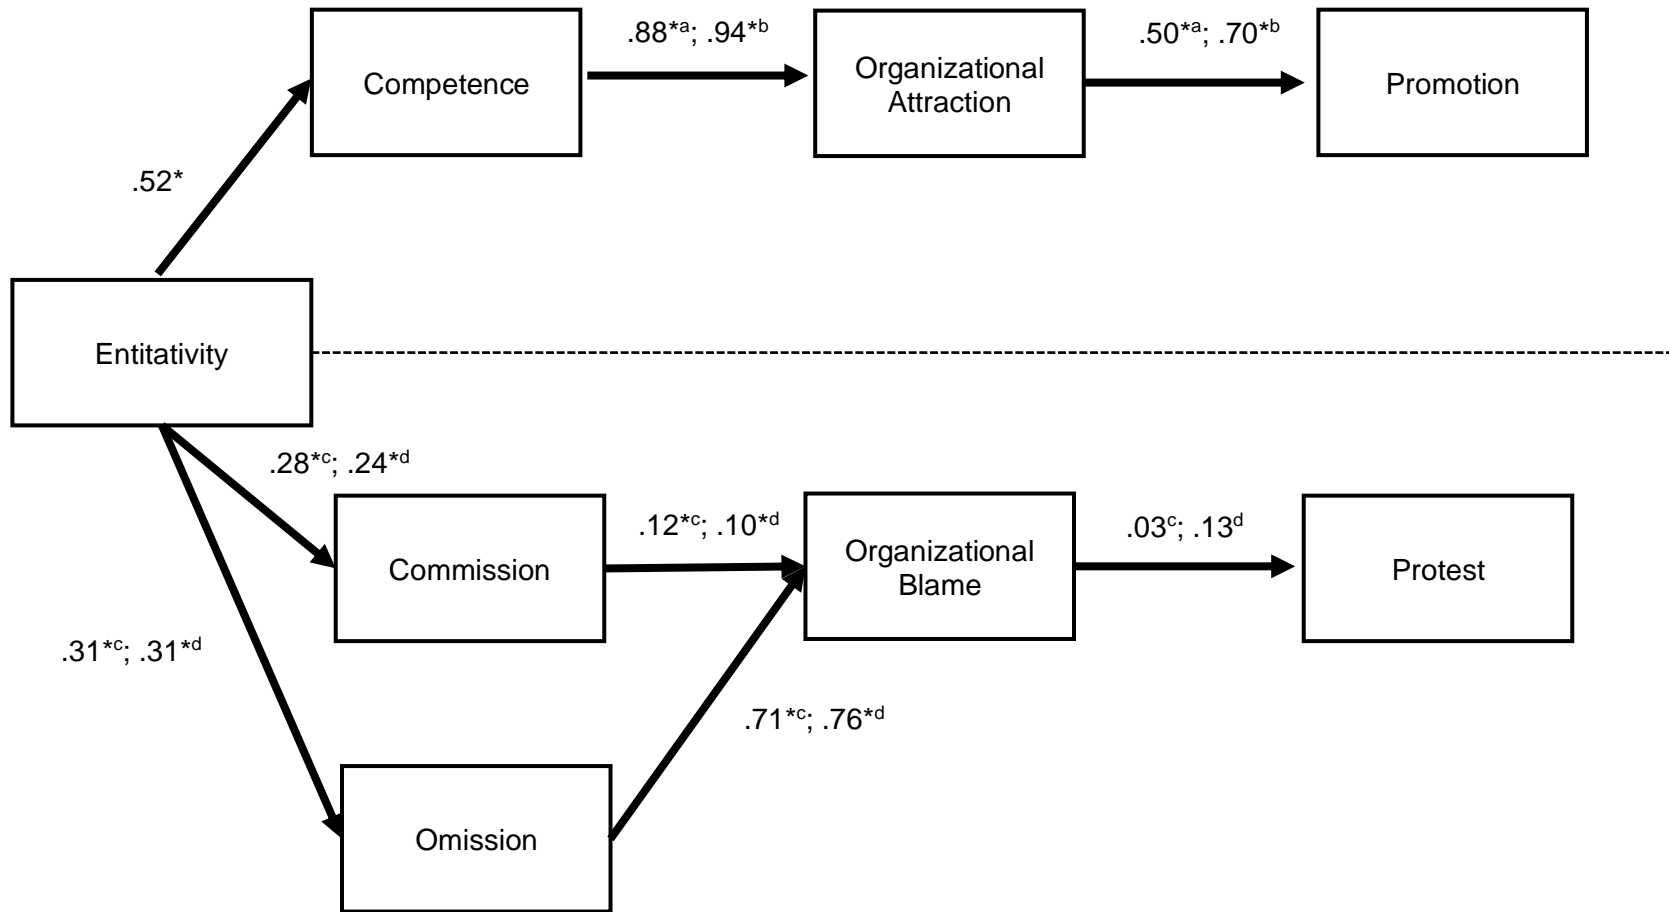 .88*ᵃ; .94*ᵇ
.50*ᵃ; .70*ᵇ
Competence
Organizational
Attraction
Promotion
.52*
Entitativity
.28*ᶜ; .24*ᵈ
.12*ᶜ; .10*ᵈ
.03ᶜ; .13ᵈ
Commission
Organizational
Blame
Protest
.31*ᶜ; .31*ᵈ
.71*ᶜ; .76*ᵈ
Omission